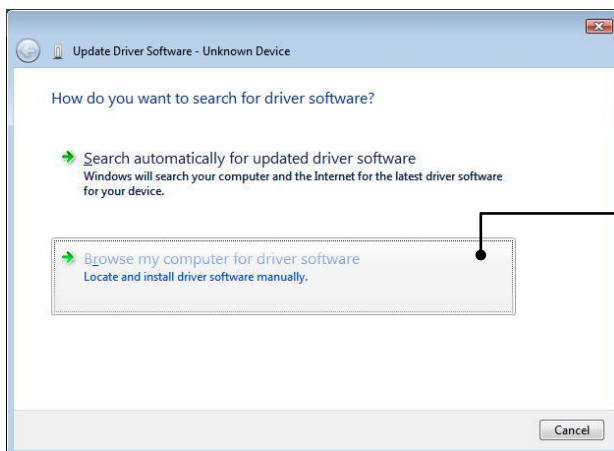 Update Driver Software - Unknown Device
How do you want to search for driver software?
Search automatically for updated driver software
Windows will search your computer and the Internet for the latest driver software
for your device.
Browse my computer for driver software
Locate and install driver software manually.
Cancel